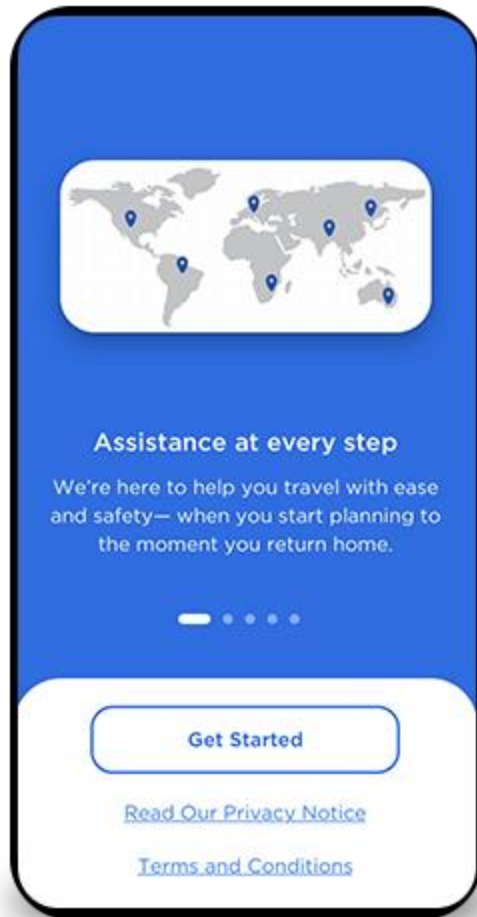 Assistance at every step
We're here to help you travel with ease
and safety— when you start planning to
the moment you return home.
Get Started
Read Our Privacy Notice
Terms and Conditions